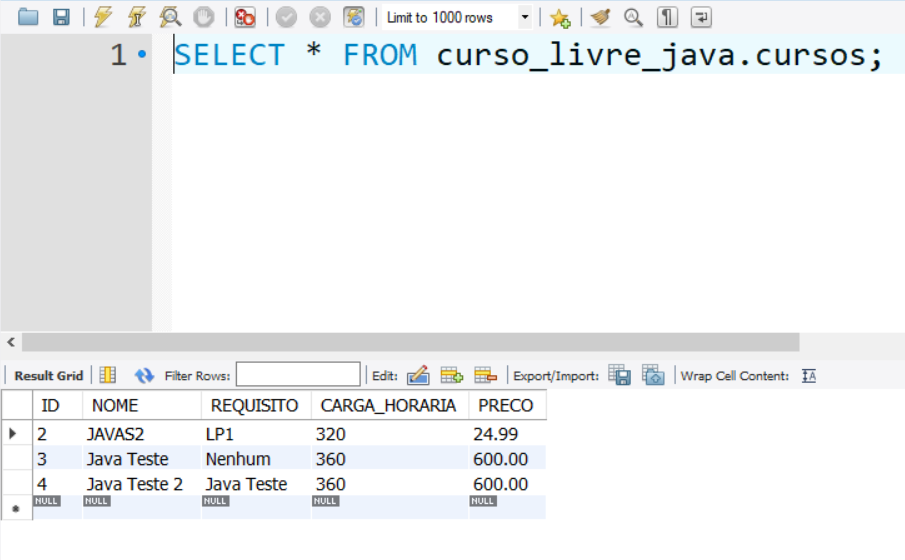 Limit to 1000 rows
1 SELECT * FROM curso_livre_java.cursos;
Result Grid Filter Rows: Edit: Export/Import: Wrap Cell Content:
ID NOME REQUISITO CARGA_HORARIA PRECO
2 JAVAS2 LP1 320 24.99
3 Java Teste Nenhum 360 600.00
4 Java Teste 2 Java Teste 360 600.00
NULL NULL NULL NULL NULL